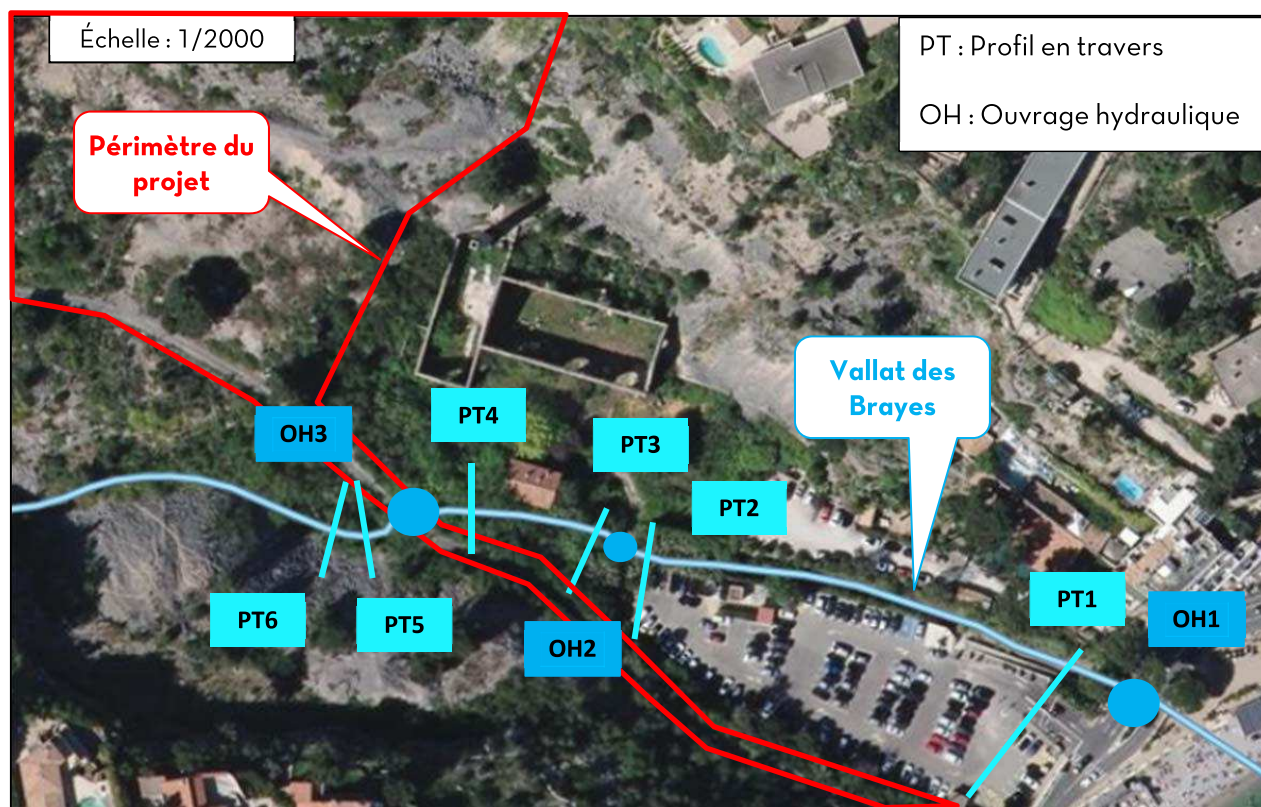 Échelle : 1/2000
PT : Profil en travers
OH : Ouvrage hydraulique
Périmètre du
projet
Vallat des
Brayes
OH3
PT4
PT3
PT2
PT1
OH1
PT6
PT5
OH2